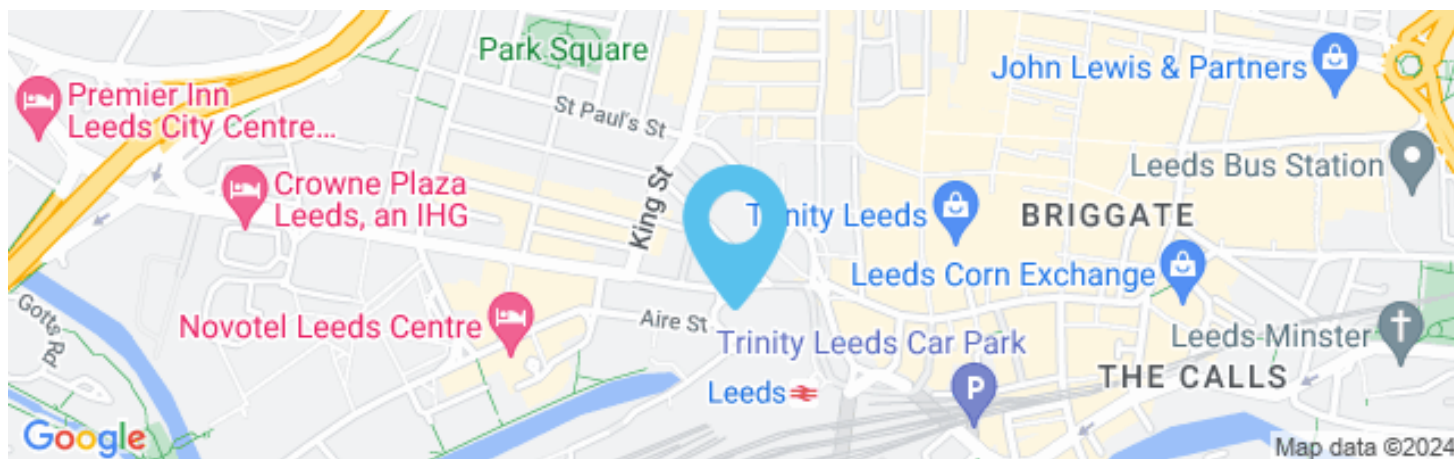 Park Square
John Lewis & Partners
Premier Inn
Leeds City Centre...
St Paul's St
Leeds Bus Station
Crowne Plaza
Leeds, an IHG
King St
Trinity Leeds
BRIGGATE
Leeds Corn Exchange
Gotts Rd
Novotel Leeds Centre
Aire St
Trinity Leeds Car Park
Leeds Minster
THE CALLS
Leeds
P
Google
Map data ©2024